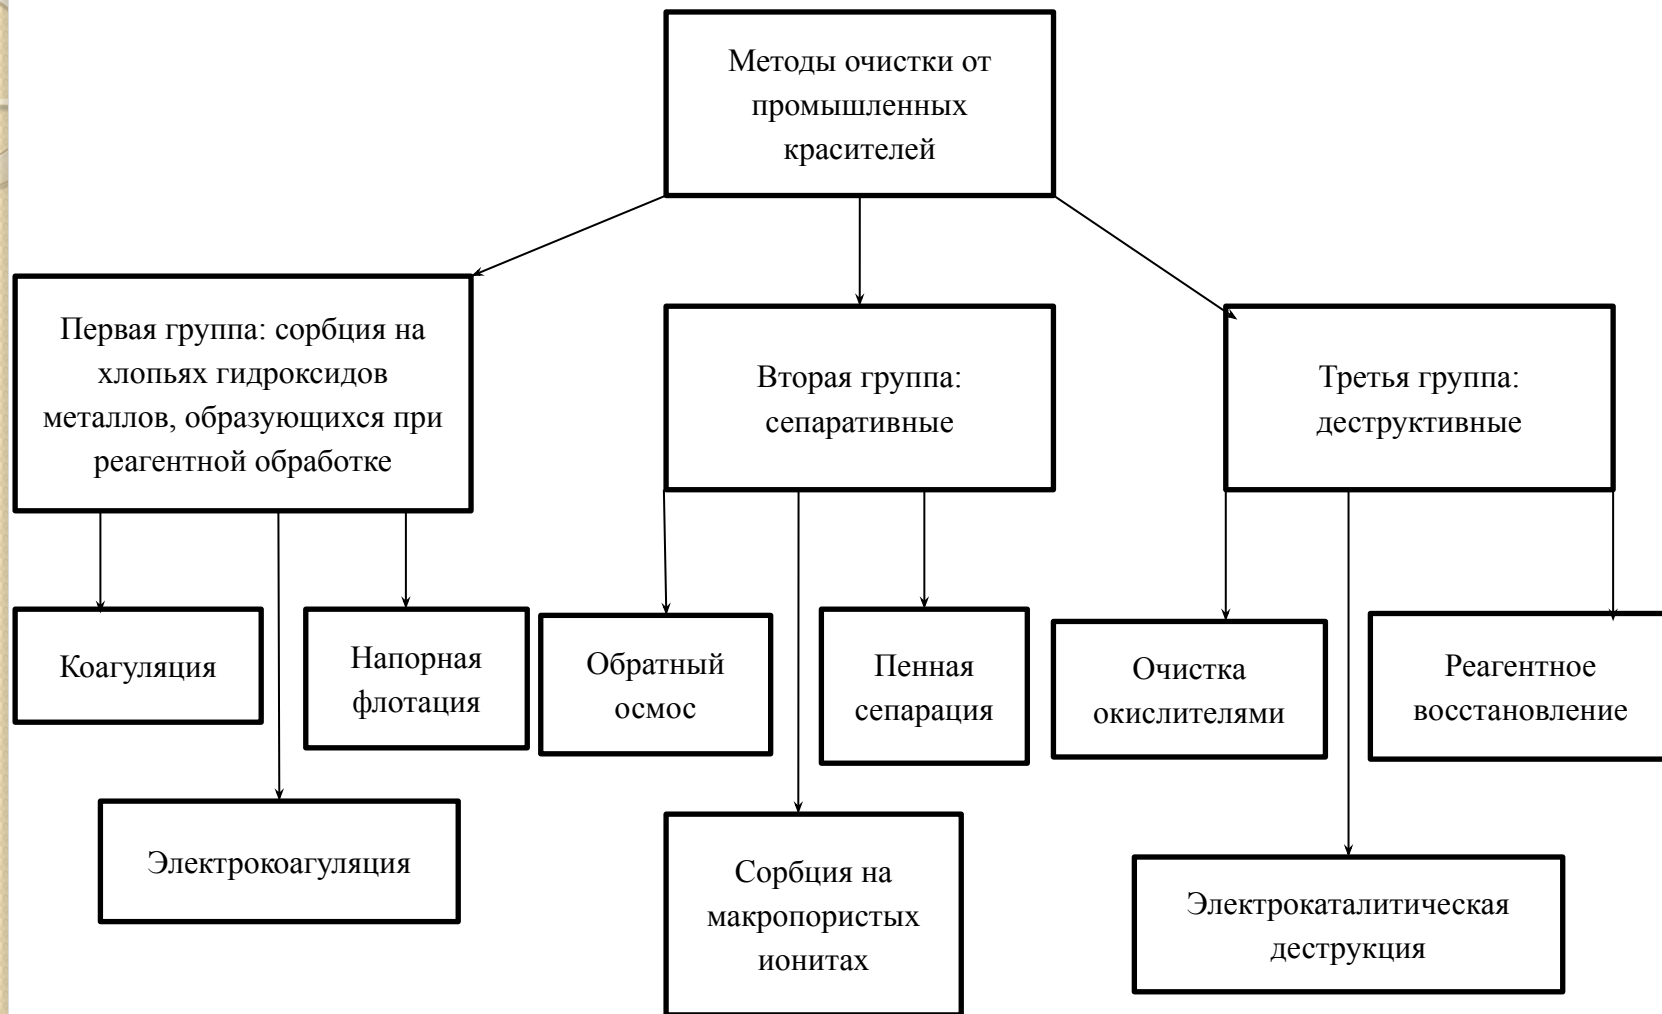 Методы очистки от
промышленных
красителей
Первая группа: сорбция на
хлопьях гидроксидов
металлов, образующихся при
реагентной обработке
Вторая группа:
сепаративные
Третья группа:
деструктивные
Коагуляция
Напорная
флотация
Обратный
осмос
Пенная
сепарация
Очистка
окислителями
Реагентное
восстановление
Электрокоагуляция
Сорбция на
макропористых
ионитах
Электрокаталитическая
деструкция